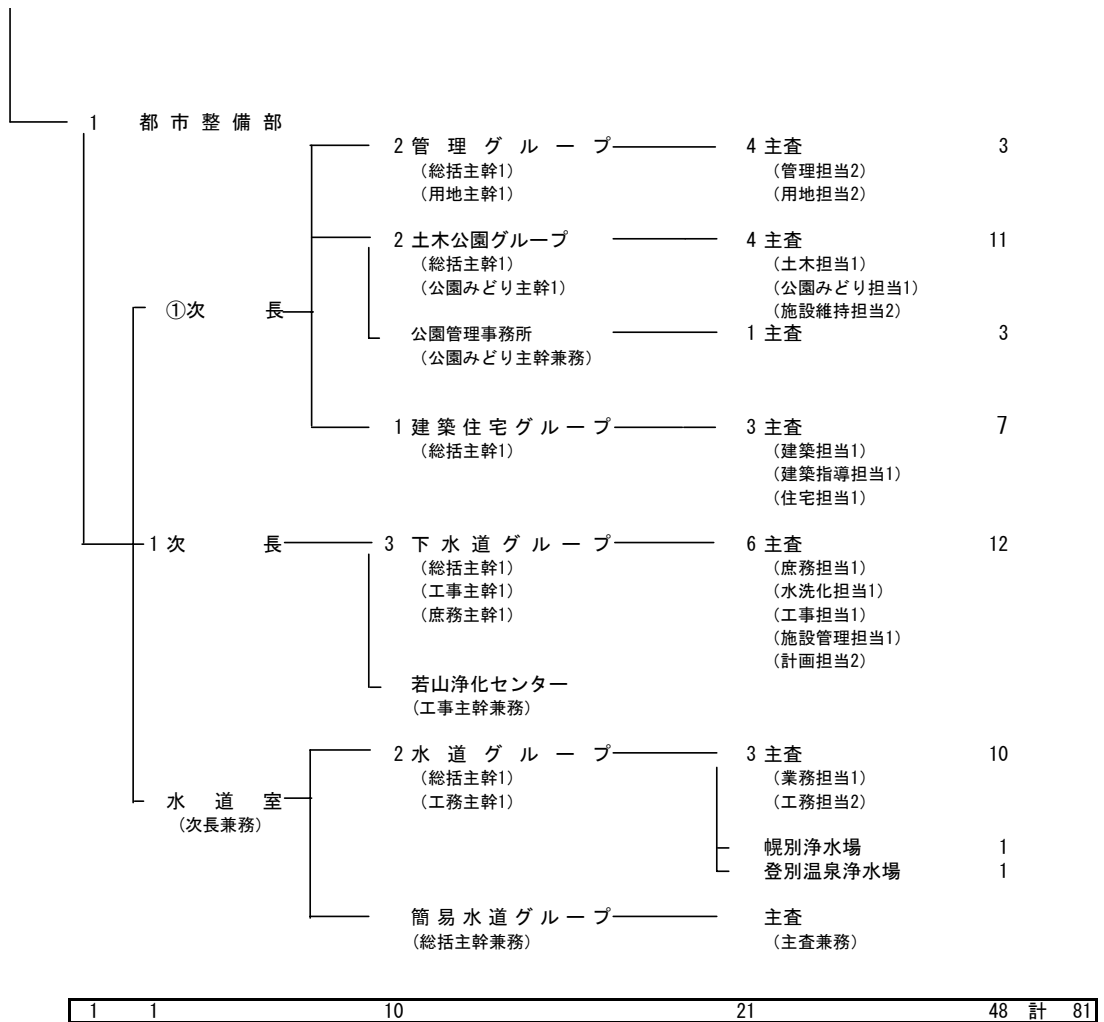 1 都市整備部
2 管理グループ 4 主査 3
(総括主幹1) (管理担当2)
(用地主幹1) (用地担当2)
2 土木公園グループ 4 主査 11
(総括主幹1) (土木担当1)
(公園みどり主幹1) (公園みどり担当1)
①次長 (施設維持担当2)
公園管理事務所 1 主査 3
(公園みどり主幹兼務)
1 建築住宅グループ 3 主査 7
(総括主幹1) (建築担当1)
(建築指導担当1)
(住宅担当1)
1 次長 3 下水道グループ 6 主査 12
(総括主幹1) (庶務担当1)
(工事主幹1) (水洗化担当1)
(庶務主幹1) (工事担当1)
(施設管理担当1)
(計画担当2)
若山浄化センター
(工事主幹兼務)
2 水道グループ 3 主査 10
(総括主幹1) (業務担当1)
(工務主幹1) (工務担当2)
水道室
(次長兼務)
幌別浄水場 1
登別温泉浄水場 1
簡易水道グループ 主査
(総括主幹兼務) (主査兼務)
1 1 10 21 48 計 81